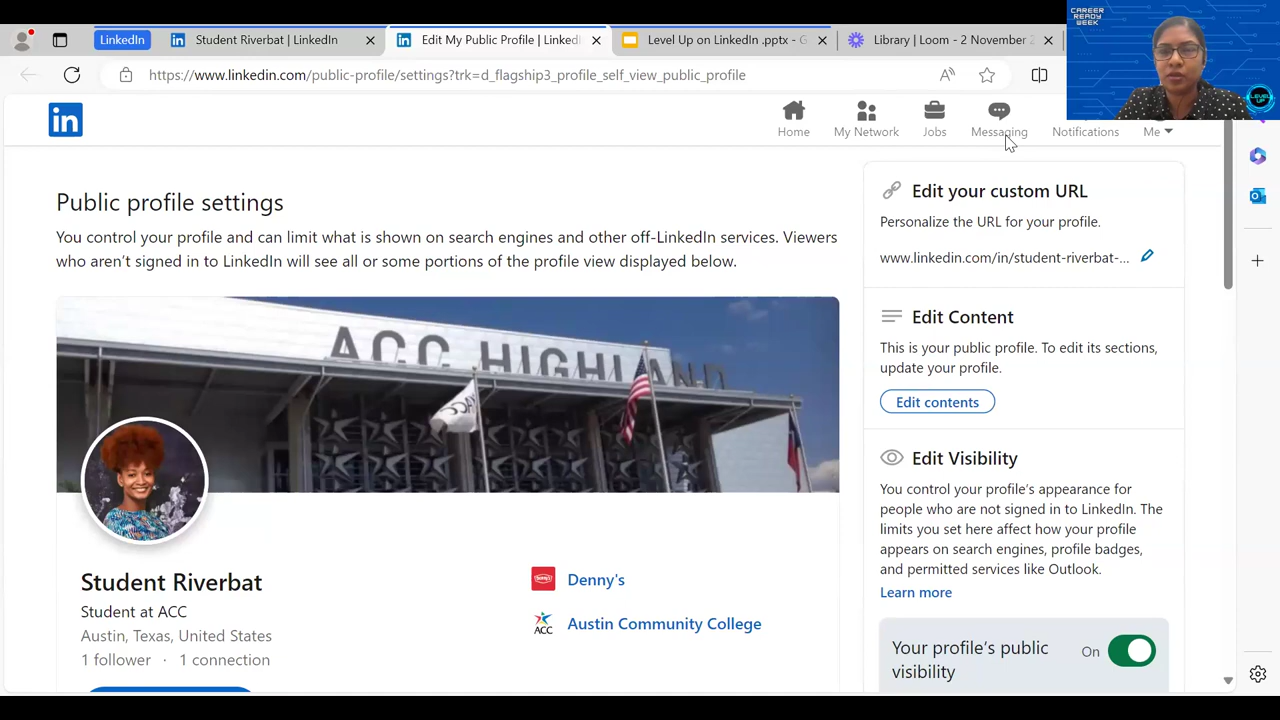 LinkedIn
Student Riverbat | LinkedIn
Edit My Public Profile | Linked
Level Up on LinkedIn .pptx - G
Library | Loom - 2 November 2
CAREER
READY
WEEK
LEVEL UP
https://www.linkedin.com/public-profile/settings?trk=d_flagship3_profile_self_view_public_profile
in
Home
My Network
Jobs
Messaging
Notifications
Me
Public profile settings
You control your profile and can limit what is shown on search engines and other off-LinkedIn services. Viewers
who aren't signed in to LinkedIn will see all or some portions of the profile view displayed below.
ACC HIGHLAND
ACC
Student Riverbat
Student at ACC
Austin, Texas, United States
1 follower · 1 connection
Denny's
Denny's
ACC
Austin Community College
Edit your custom URL
Personalize the URL for your profile.
www.linkedin.com/in/student-riverbat-...
Edit Content
This is your public profile. To edit its sections,
update your profile.
Edit contents
Edit Visibility
You control your profile's appearance for
people who are not signed in to LinkedIn. The
limits you set here affect how your profile
appears on search engines, profile badges,
and permitted services like Outlook.
Learn more
Your profile's public
visibility
On